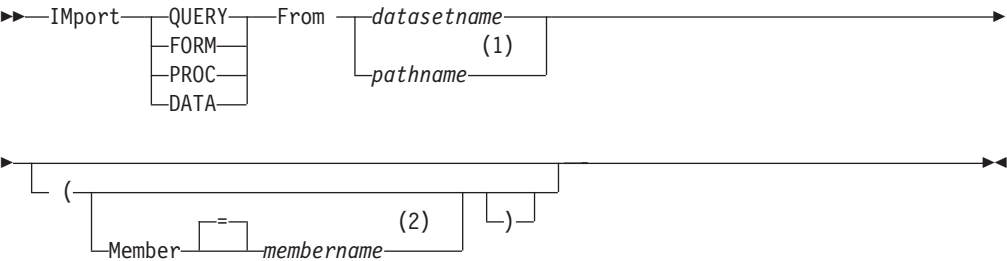 IMport QUERY From datasetname
FORM (1)
PROC pathname
DATA
(
= (2) )
Member membername